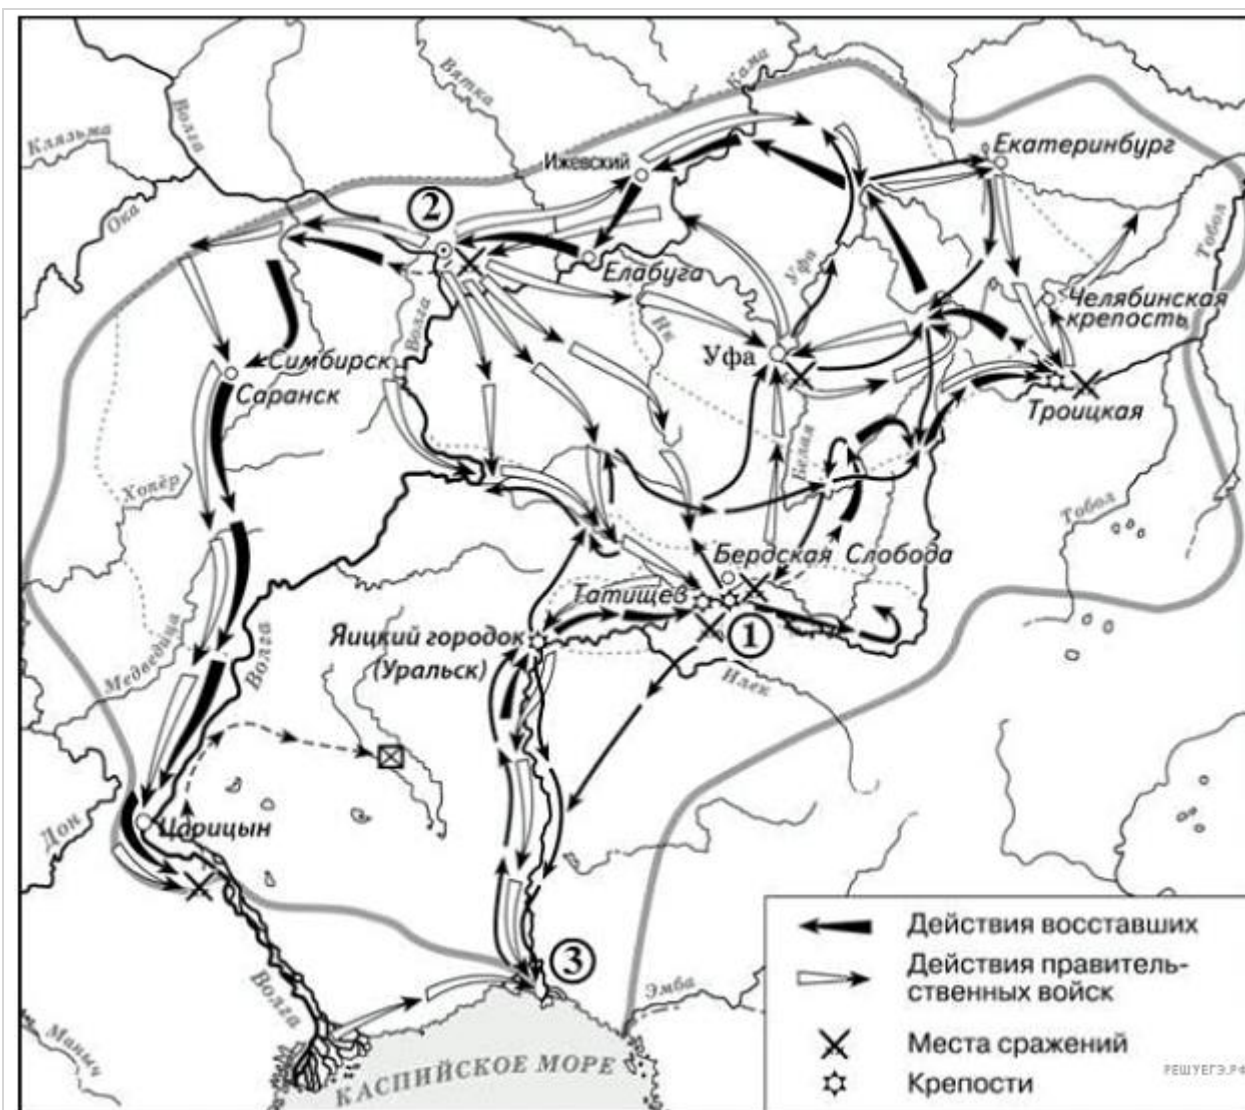 Вятка
Кама
Волга
Клязьма
Ока
Екатеринбург
Ижевский
2
Тобол
Елабуга
Уфа
Челябинская
крепость
Волга
Ик
Уфа
Симбирск
Саранск
Троицкая
Белая
Хопёр
Тобол
Бердская Слобода
Татищев
1
Яицкий городок
(Уральск)
Медведица
Волга
Илек
Дон
Царицын
3
Волга
Эмба
Маныч
КАСПИЙСКОЕ МОРЕ
Действия восставших
Действия правитель-
ственных войск
Места сражений
Крепости
РЕШУЕГЭ.РФ